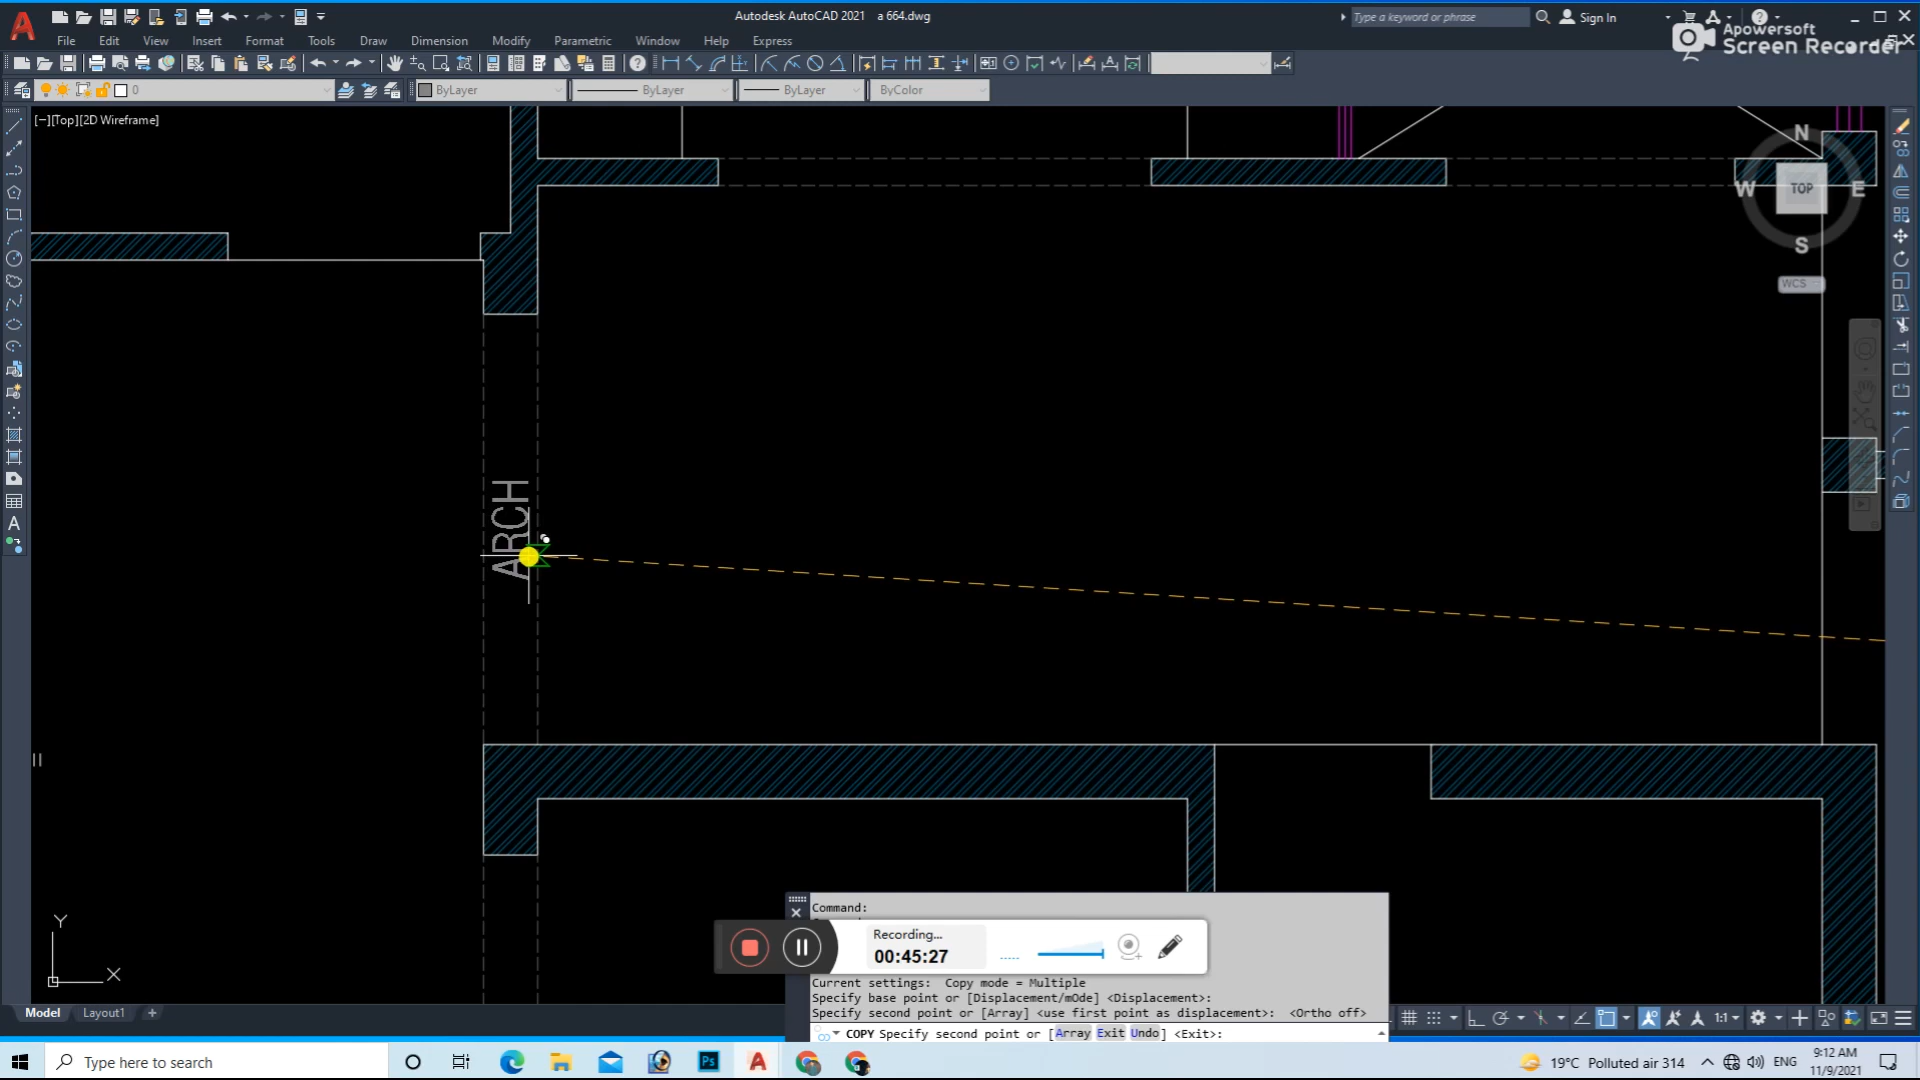 Autodesk AutoCAD 2021 a 664.dwg
Type a keyword or phrase
Sign In
File Edit View Insert Format Tools Draw Dimension Modify Parametric Window Help Express
Apowersoft
Screen Recorder
0
ByLayer
ByLayer
ByLayer
ByColor
[−][Top][2D Wireframe]
N
W
TOP
E
S
WCS
ARCH
Y
X
Command:
Recording...
00:45:27
Current settings: Copy mode = Multiple
Specify base point or [Displacement/mOde] <Displacement>:
Specify second point or [Array] <use first point as displacement>: <Ortho off>
COPY Specify second point or [Array Exit Undo] <Exit>:
Model Layout1
1:1
Type here to search
Ps
19°C Polluted air 314
ENG
9:12 AM
11/9/2021